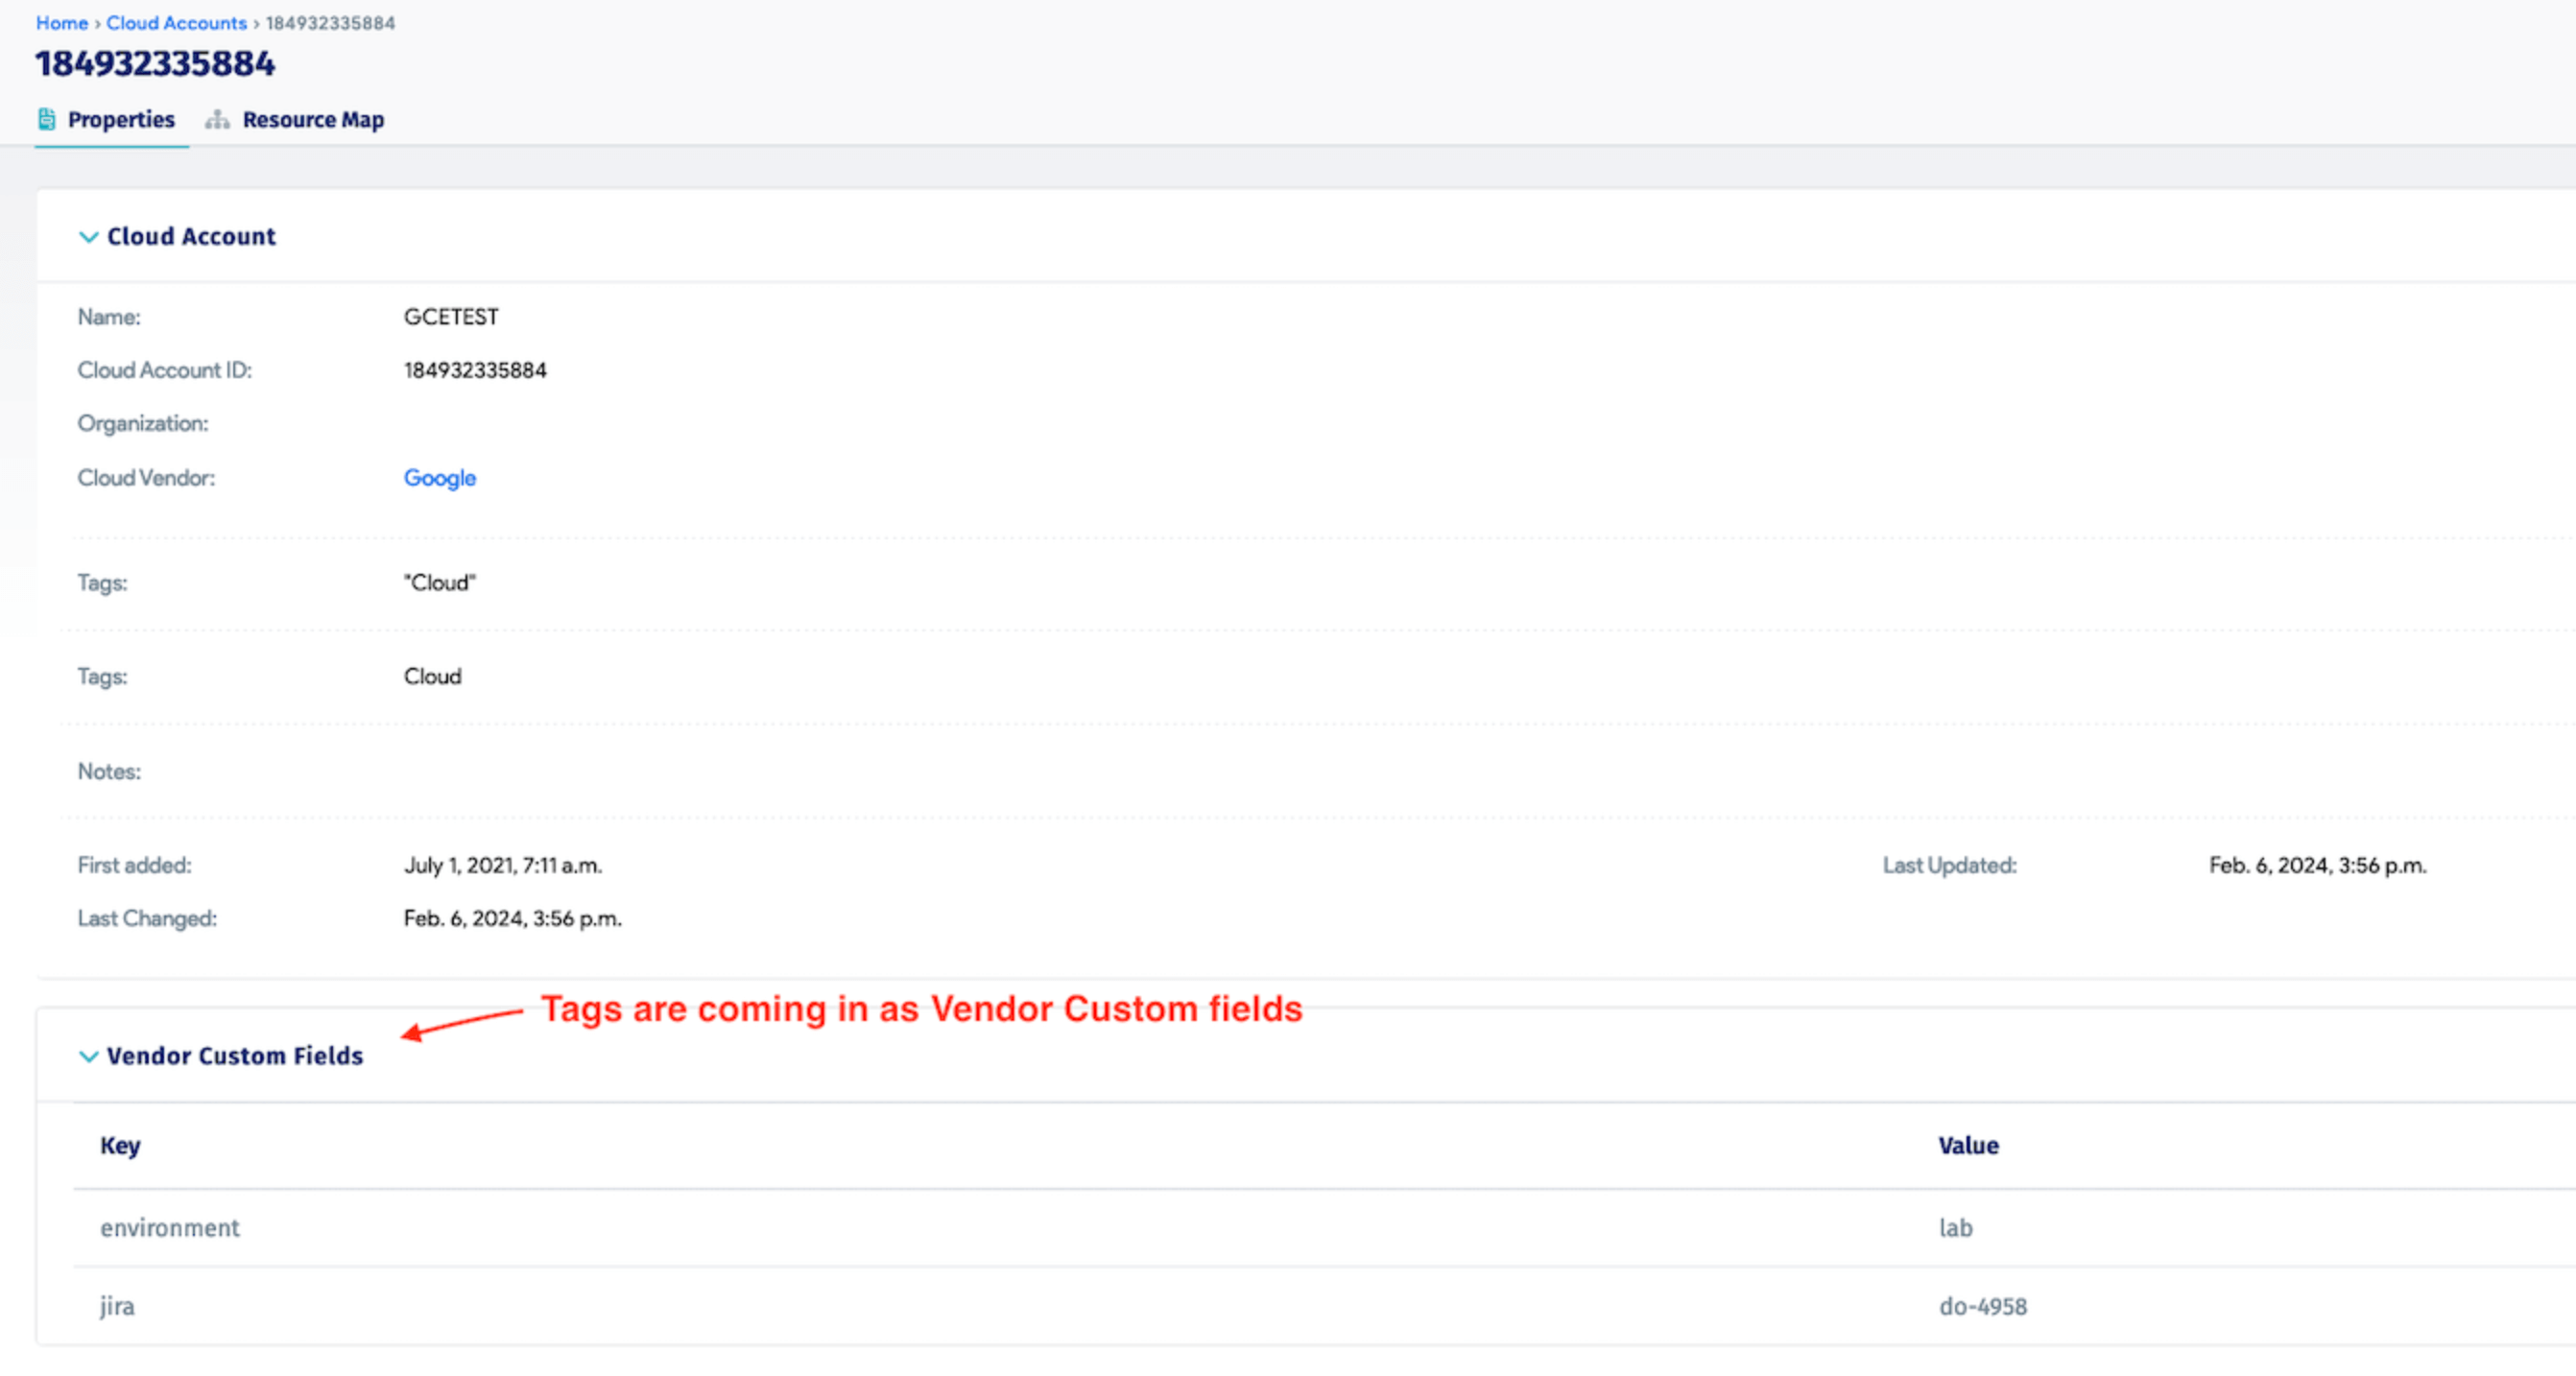 Home › Cloud Accounts › 184932335884
184932335884
Properties Resource Map
Cloud Account
Name: GCETEST
Cloud Account ID: 184932335884
Organization:
Cloud Vendor: Google
Tags: "Cloud"
Tags: Cloud
Notes:
First added: July 1, 2021, 7:11 a.m. Last Updated: Feb. 6, 2024, 3:56 p.m.
Last Changed: Feb. 6, 2024, 3:56 p.m.
Tags are coming in as Vendor Custom fields
Vendor Custom Fields
Key Value
environment lab
jira do-4958